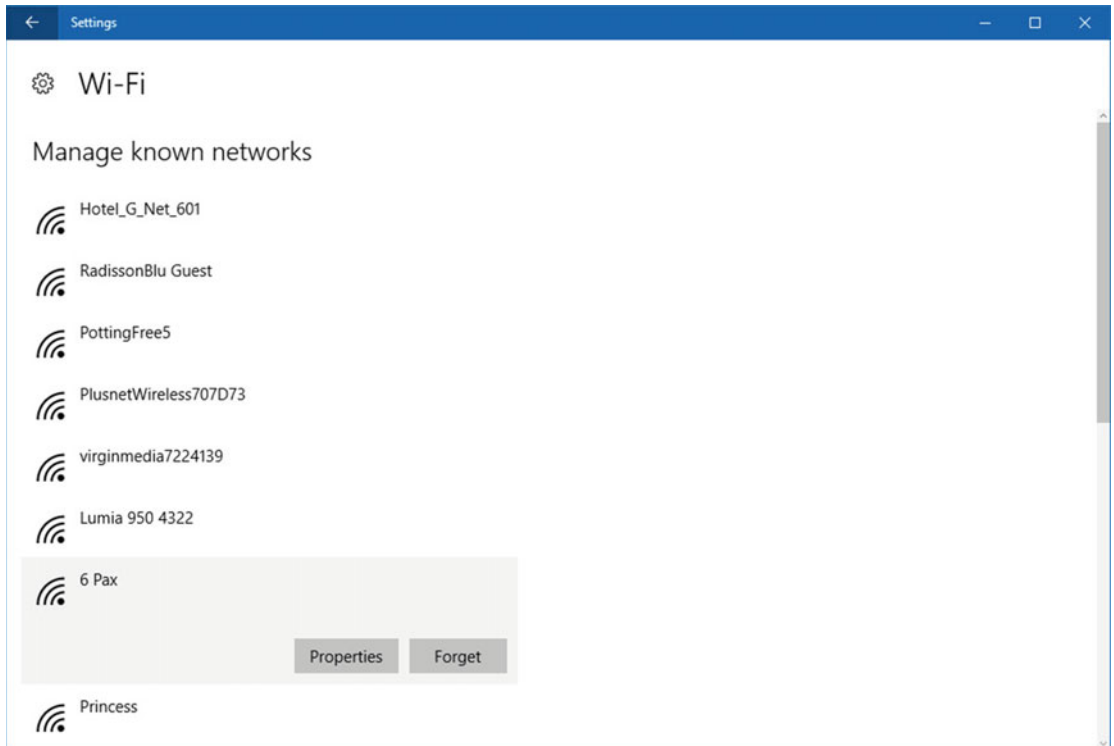 Settings
Wi-Fi
Manage known networks
Hotel_G_Net_601
RadissonBlu Guest
PottingFree5
PlusnetWireless707D73
virginmedia7224139
Lumia 950 4322
6 Pax
Properties Forget
Princess